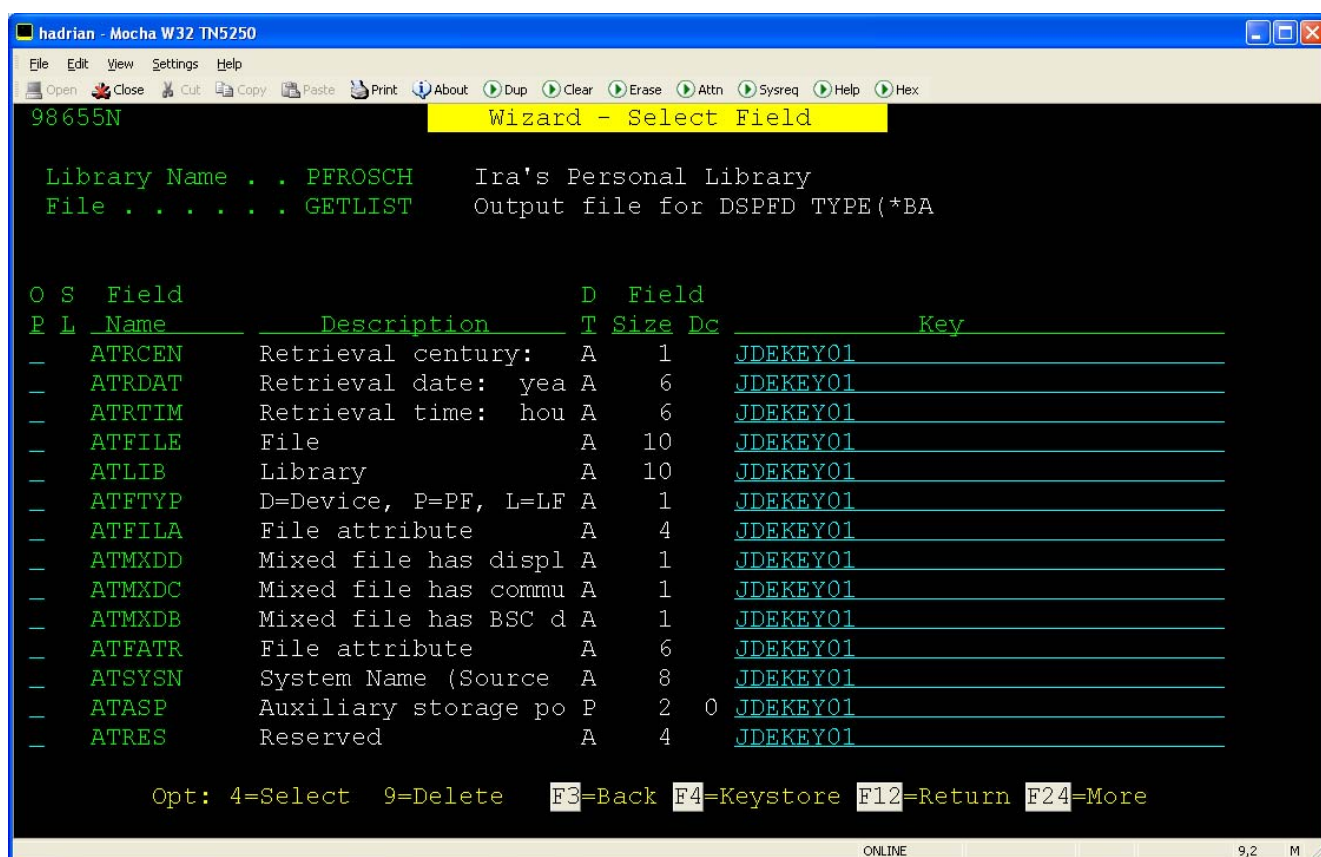 hadrian - Mocha W32 TN5250
File Edit View Settings Help
Open Close Cut Copy Paste Print About Dup Clear Erase Attn Sysreq Help Hex
98655N Wizard - Select Field
Library Name . . PFROSCH Ira's Personal Library
File . . . . . . GETLIST Output file for DSPFD TYPE(*BA
O S Field D Field
P L Name Description T Size Dc Key
ATRCEN Retrieval century: A 1 JDEKEY01
ATRDAT Retrieval date: yea A 6 JDEKEY01
ATRTIM Retrieval time: hou A 6 JDEKEY01
ATFILE File A 10 JDEKEY01
ATLIB Library A 10 JDEKEY01
ATFTYP D=Device, P=PF, L=LF A 1 JDEKEY01
ATFILA File attribute A 4 JDEKEY01
ATMXDD Mixed file has displ A 1 JDEKEY01
ATMXDC Mixed file has commu A 1 JDEKEY01
ATMXDB Mixed file has BSC d A 1 JDEKEY01
ATFATR File attribute A 6 JDEKEY01
ATSYSN System Name (Source A 8 JDEKEY01
ATASP Auxiliary storage po P 2 0 JDEKEY01
ATRES Reserved A 4 JDEKEY01
Opt: 4=Select 9=Delete F3=Back F4=Keystore F12=Return F24=More
ONLINE 9,2 M